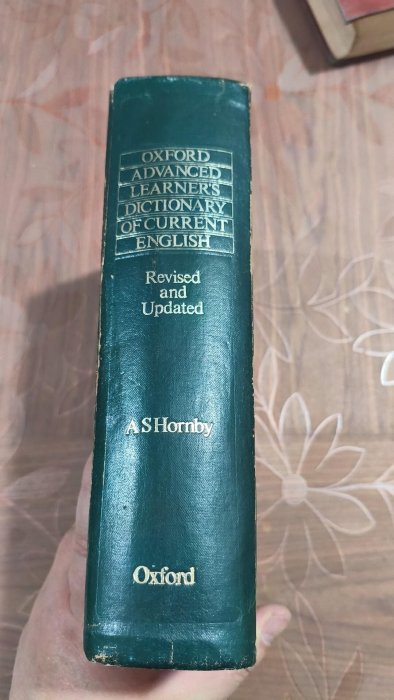 OXFORD
ADVANCED
LEARNER'S
DICTIONARY
OF CURRENT
ENGLISH
Revised
and
Updated
A S Hornby
Oxford